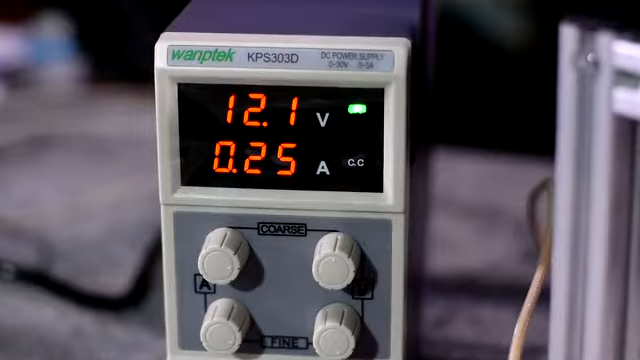 wanptek KPS303D DC POWER SUPPLY
0-30V 0-3A
12.1 V
0.25 A C.C
COARSE
A
FINE